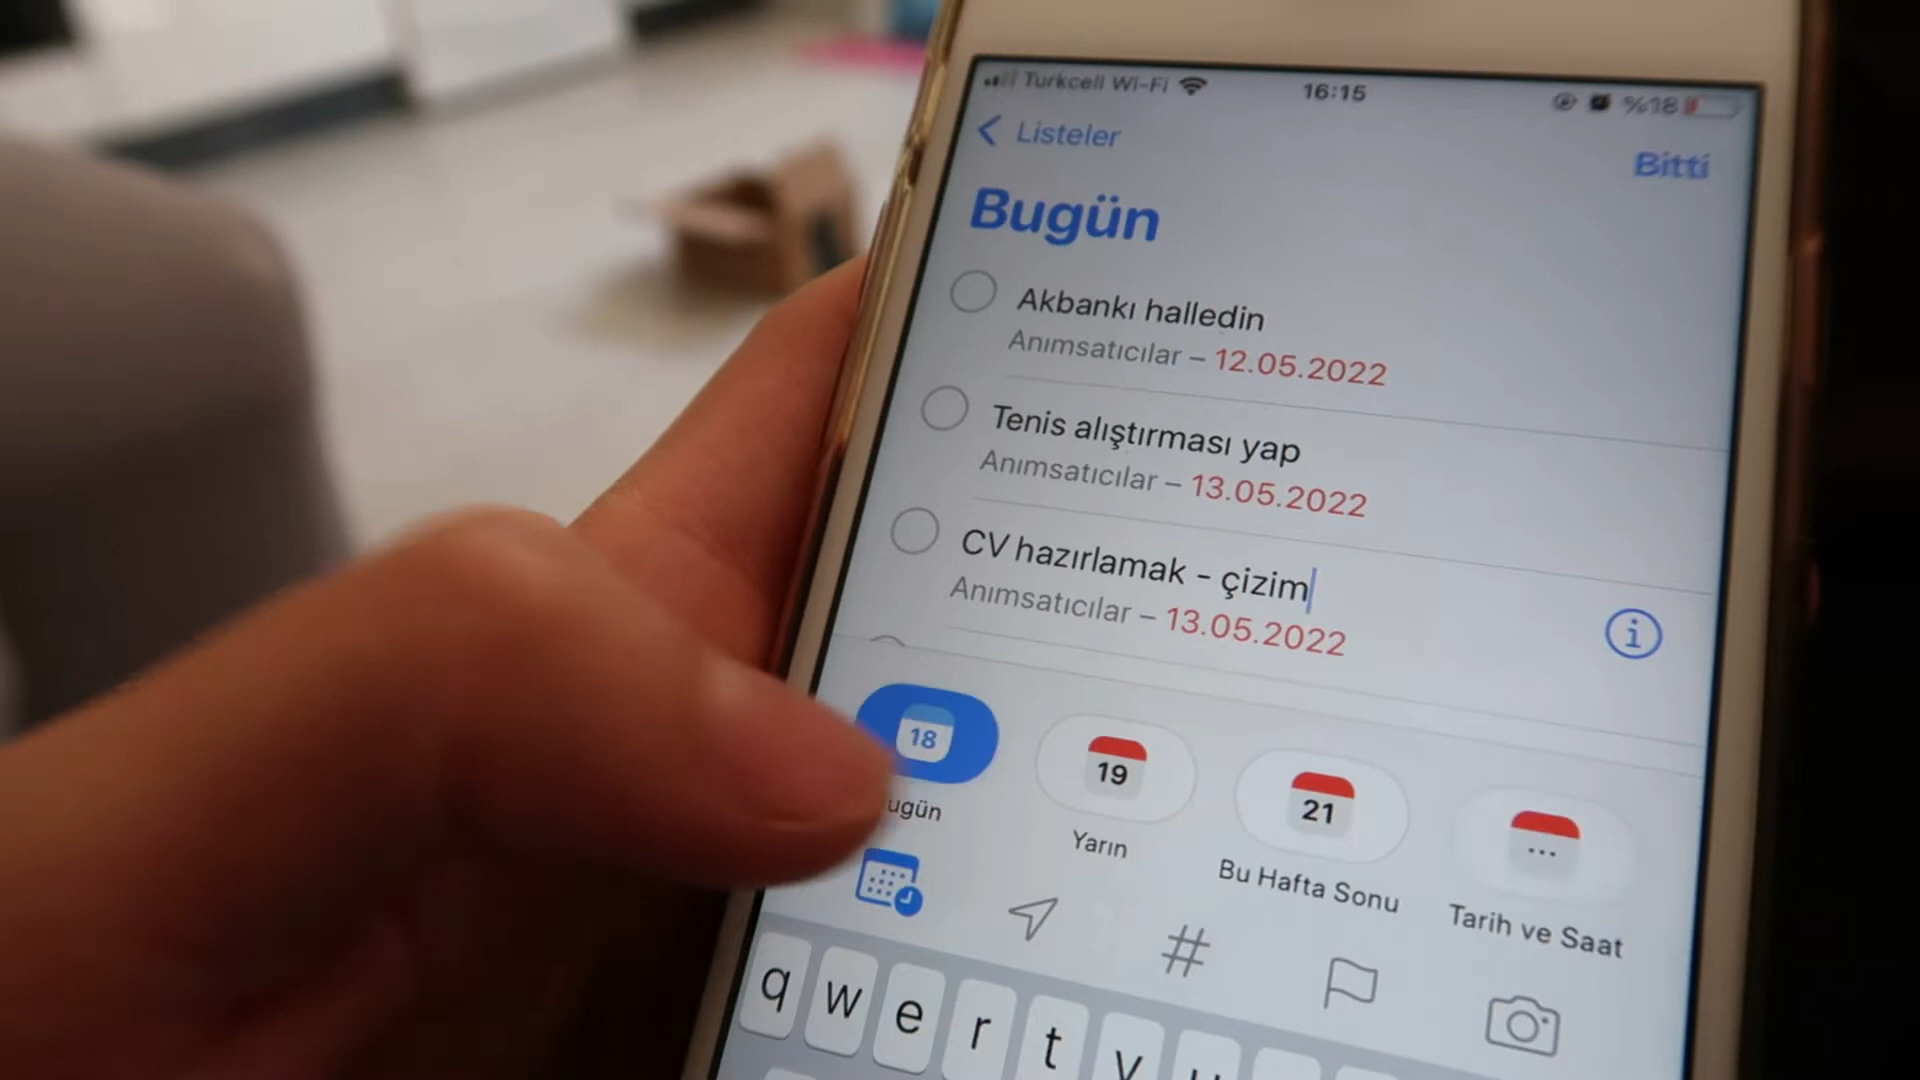 Turkcell Wi-Fi 16:15 %18
Listeler
Bitti
Bugün
Akbankı halledin
Anımsatıcılar – 12.05.2022
Tenis alıştırması yap
Anımsatıcılar – 13.05.2022
CV hazırlamak - çizim
Anımsatıcılar – 13.05.2022
18 19 21 ...
ugün Yarın Bu Hafta Sonu Tarih ve Saat
#
q w e r t y